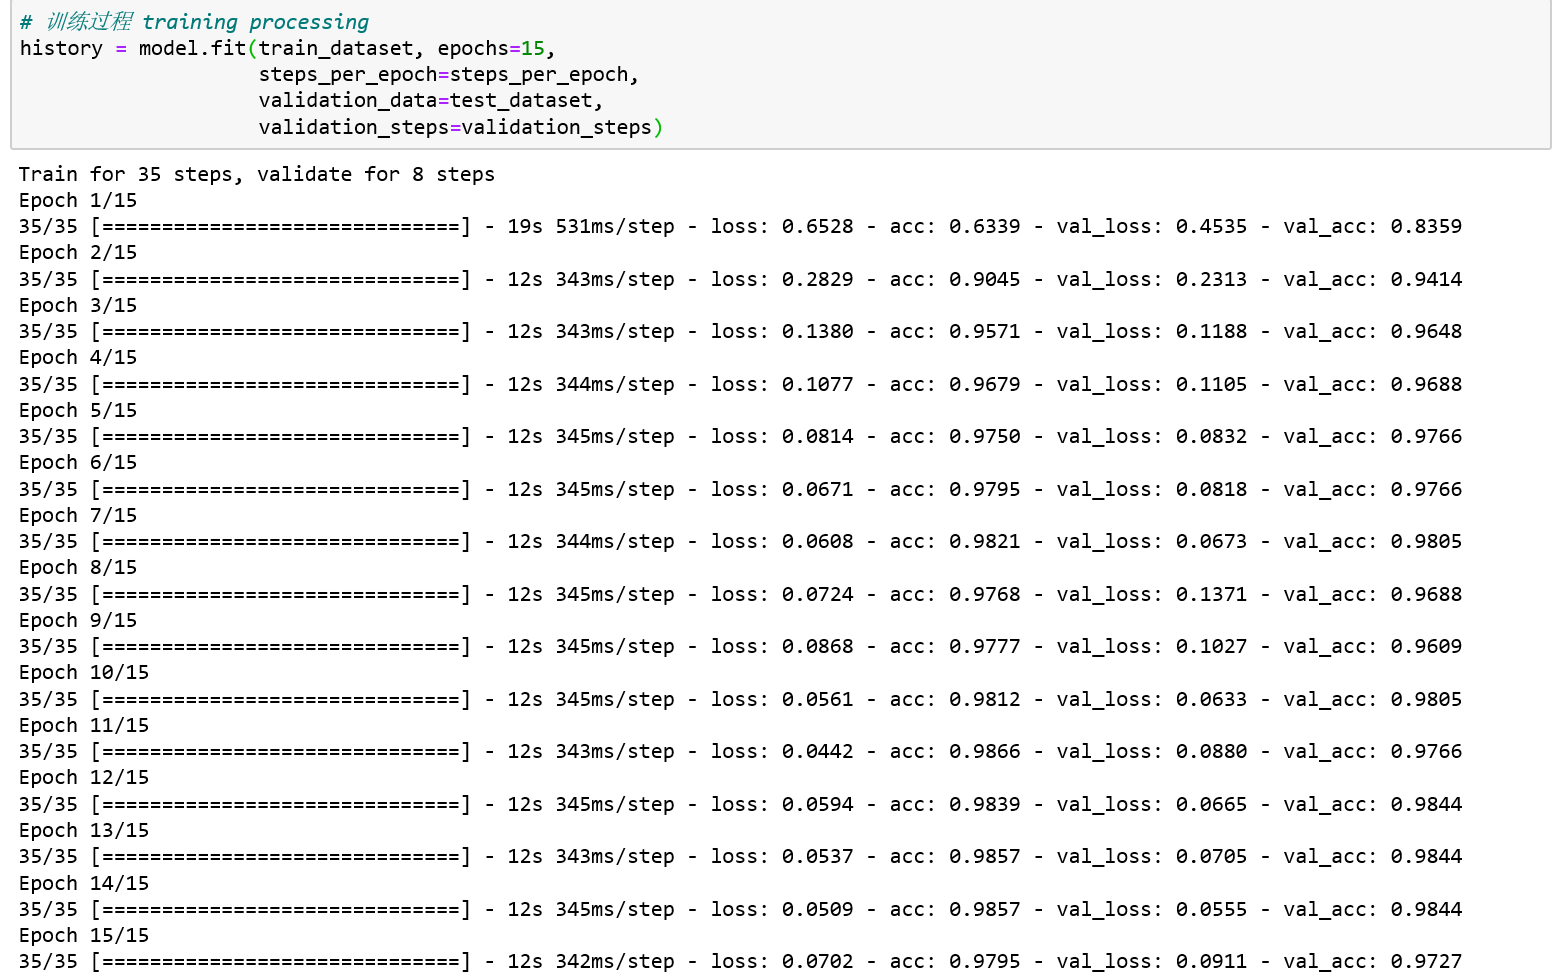 # 训练过程 training processing
history = model.fit(train_dataset, epochs=15,
                    steps_per_epoch=steps_per_epoch,
                    validation_data=test_dataset,
                    validation_steps=validation_steps)
Train for 35 steps, validate for 8 steps
Epoch 1/15
35/35 [==============================] - 19s 531ms/step - loss: 0.6528 - acc: 0.6339 - val_loss: 0.4535 - val_acc: 0.8359
Epoch 2/15
35/35 [==============================] - 12s 343ms/step - loss: 0.2829 - acc: 0.9045 - val_loss: 0.2313 - val_acc: 0.9414
Epoch 3/15
35/35 [==============================] - 12s 343ms/step - loss: 0.1380 - acc: 0.9571 - val_loss: 0.1188 - val_acc: 0.9648
Epoch 4/15
35/35 [==============================] - 12s 344ms/step - loss: 0.1077 - acc: 0.9679 - val_loss: 0.1105 - val_acc: 0.9688
Epoch 5/15
35/35 [==============================] - 12s 345ms/step - loss: 0.0814 - acc: 0.9750 - val_loss: 0.0832 - val_acc: 0.9766
Epoch 6/15
35/35 [==============================] - 12s 345ms/step - loss: 0.0671 - acc: 0.9795 - val_loss: 0.0818 - val_acc: 0.9766
Epoch 7/15
35/35 [==============================] - 12s 344ms/step - loss: 0.0608 - acc: 0.9821 - val_loss: 0.0673 - val_acc: 0.9805
Epoch 8/15
35/35 [==============================] - 12s 345ms/step - loss: 0.0724 - acc: 0.9768 - val_loss: 0.1371 - val_acc: 0.9688
Epoch 9/15
35/35 [==============================] - 12s 345ms/step - loss: 0.0868 - acc: 0.9777 - val_loss: 0.1027 - val_acc: 0.9609
Epoch 10/15
35/35 [==============================] - 12s 345ms/step - loss: 0.0561 - acc: 0.9812 - val_loss: 0.0633 - val_acc: 0.9805
Epoch 11/15
35/35 [==============================] - 12s 343ms/step - loss: 0.0442 - acc: 0.9866 - val_loss: 0.0880 - val_acc: 0.9766
Epoch 12/15
35/35 [==============================] - 12s 345ms/step - loss: 0.0594 - acc: 0.9839 - val_loss: 0.0665 - val_acc: 0.9844
Epoch 13/15
35/35 [==============================] - 12s 343ms/step - loss: 0.0537 - acc: 0.9857 - val_loss: 0.0705 - val_acc: 0.9844
Epoch 14/15
35/35 [==============================] - 12s 345ms/step - loss: 0.0509 - acc: 0.9857 - val_loss: 0.0555 - val_acc: 0.9844
Epoch 15/15
35/35 [==============================] - 12s 342ms/step - loss: 0.0702 - acc: 0.9795 - val_loss: 0.0911 - val_acc: 0.9727